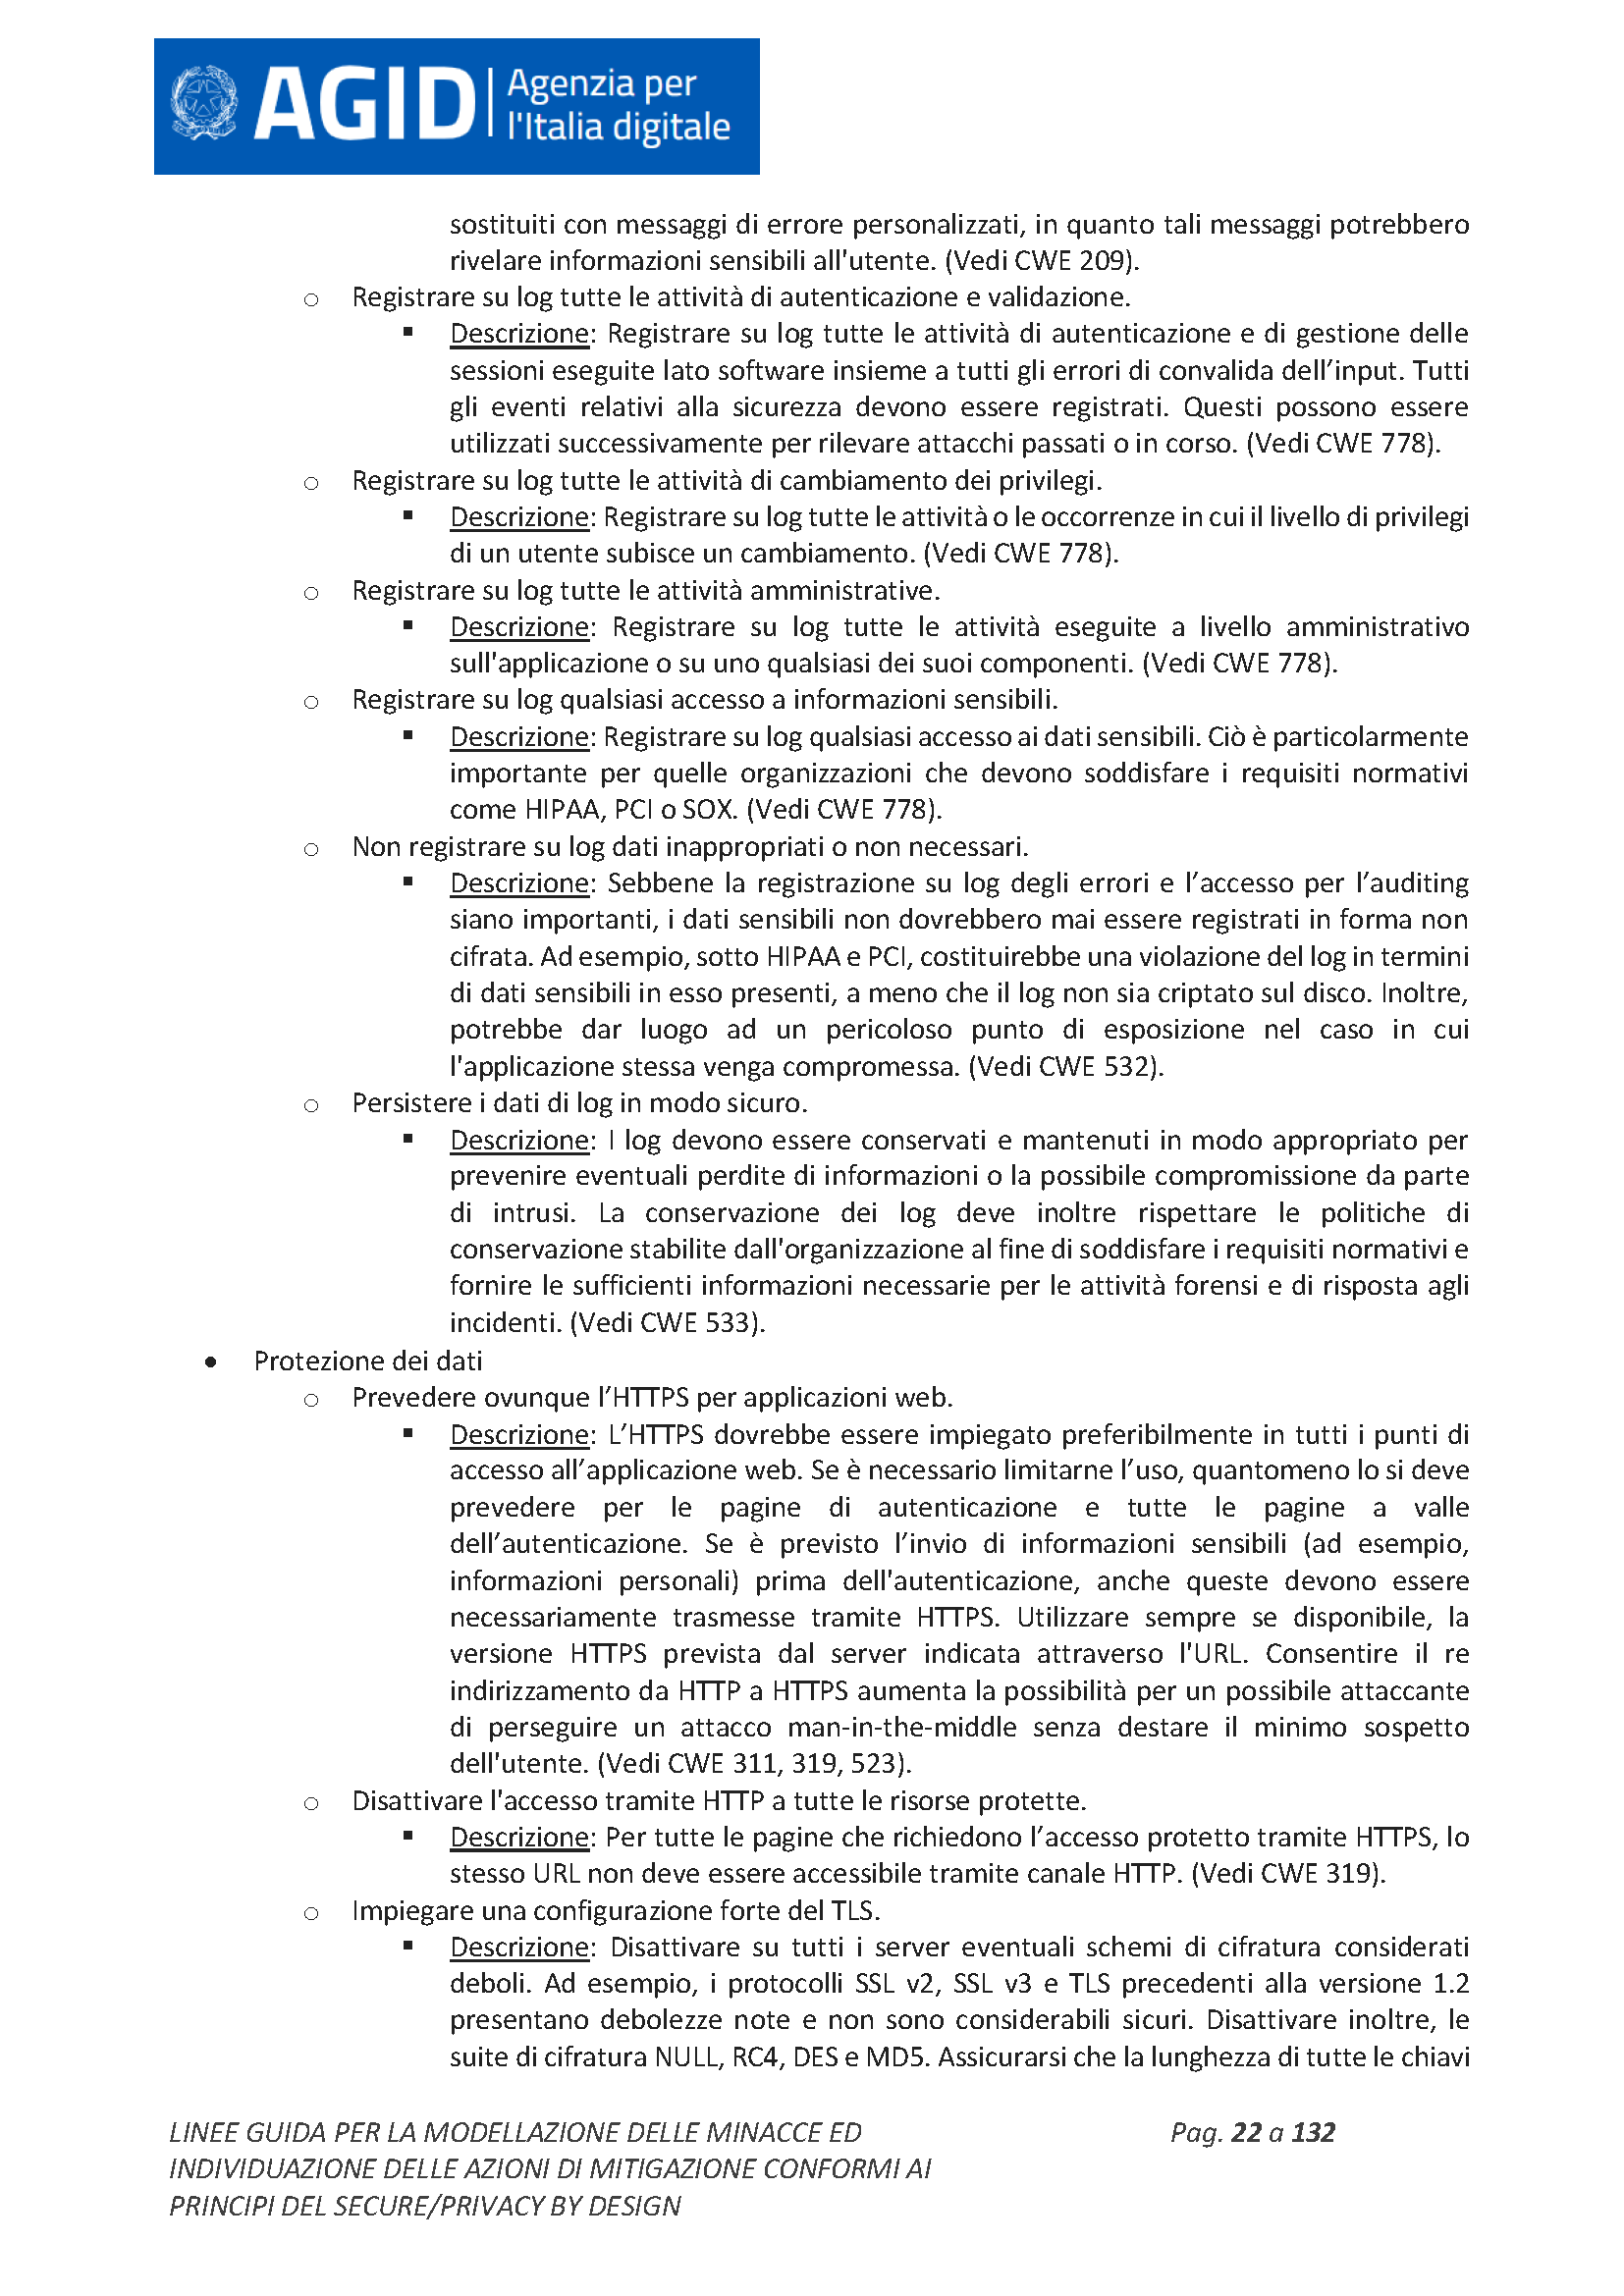 AGID
Agenzia per
l'Italia digitale
sostituiti con messaggi di errore personalizzati, in quanto tali messaggi potrebbero
rivelare informazioni sensibili all'utente. (Vedi CWE 209).
o Registrare su log tutte le attività di autenticazione e validazione.
▪ Descrizione: Registrare su log tutte le attività di autenticazione e di gestione delle
sessioni eseguite lato software insieme a tutti gli errori di convalida dell’input. Tutti
gli eventi relativi alla sicurezza devono essere registrati. Questi possono essere
utilizzati successivamente per rilevare attacchi passati o in corso. (Vedi CWE 778).
o Registrare su log tutte le attività di cambiamento dei privilegi.
▪ Descrizione: Registrare su log tutte le attività o le occorrenze in cui il livello di privilegi
di un utente subisce un cambiamento. (Vedi CWE 778).
o Registrare su log tutte le attività amministrative.
▪ Descrizione: Registrare su log tutte le attività eseguite a livello amministrativo
sull'applicazione o su uno qualsiasi dei suoi componenti. (Vedi CWE 778).
o Registrare su log qualsiasi accesso a informazioni sensibili.
▪ Descrizione: Registrare su log qualsiasi accesso ai dati sensibili. Ciò è particolarmente
importante per quelle organizzazioni che devono soddisfare i requisiti normativi
come HIPAA, PCI o SOX. (Vedi CWE 778).
o Non registrare su log dati inappropriati o non necessari.
▪ Descrizione: Sebbene la registrazione su log degli errori e l’accesso per l’auditing
siano importanti, i dati sensibili non dovrebbero mai essere registrati in forma non
cifrata. Ad esempio, sotto HIPAA e PCI, costituirebbe una violazione del log in termini
di dati sensibili in esso presenti, a meno che il log non sia criptato sul disco. Inoltre,
potrebbe dar luogo ad un pericoloso punto di esposizione nel caso in cui
l'applicazione stessa venga compromessa. (Vedi CWE 532).
o Persistere i dati di log in modo sicuro.
▪ Descrizione: I log devono essere conservati e mantenuti in modo appropriato per
prevenire eventuali perdite di informazioni o la possibile compromissione da parte
di intrusi. La conservazione dei log deve inoltre rispettare le politiche di
conservazione stabilite dall'organizzazione al fine di soddisfare i requisiti normativi e
fornire le sufficienti informazioni necessarie per le attività forensi e di risposta agli
incidenti. (Vedi CWE 533).
• Protezione dei dati
o Prevedere ovunque l’HTTPS per applicazioni web.
▪ Descrizione: L’HTTPS dovrebbe essere impiegato preferibilmente in tutti i punti di
accesso all’applicazione web. Se è necessario limitarne l’uso, quantomeno lo si deve
prevedere per le pagine di autenticazione e tutte le pagine a valle
dell’autenticazione. Se è previsto l’invio di informazioni sensibili (ad esempio,
informazioni personali) prima dell'autenticazione, anche queste devono essere
necessariamente trasmesse tramite HTTPS. Utilizzare sempre se disponibile, la
versione HTTPS prevista dal server indicata attraverso l'URL. Consentire il re
indirizzamento da HTTP a HTTPS aumenta la possibilità per un possibile attaccante
di perseguire un attacco man-in-the-middle senza destare il minimo sospetto
dell'utente. (Vedi CWE 311, 319, 523).
o Disattivare l'accesso tramite HTTP a tutte le risorse protette.
▪ Descrizione: Per tutte le pagine che richiedono l’accesso protetto tramite HTTPS, lo
stesso URL non deve essere accessibile tramite canale HTTP. (Vedi CWE 319).
o Impiegare una configurazione forte del TLS.
▪ Descrizione: Disattivare su tutti i server eventuali schemi di cifratura considerati
deboli. Ad esempio, i protocolli SSL v2, SSL v3 e TLS precedenti alla versione 1.2
presentano debolezze note e non sono considerabili sicuri. Disattivare inoltre, le
suite di cifratura NULL, RC4, DES e MD5. Assicurarsi che la lunghezza di tutte le chiavi
LINEE GUIDA PER LA MODELLAZIONE DELLE MINACCE ED Pag. 22 a 132
INDIVIDUAZIONE DELLE AZIONI DI MITIGAZIONE CONFORMI AI
PRINCIPI DEL SECURE/PRIVACY BY DESIGN